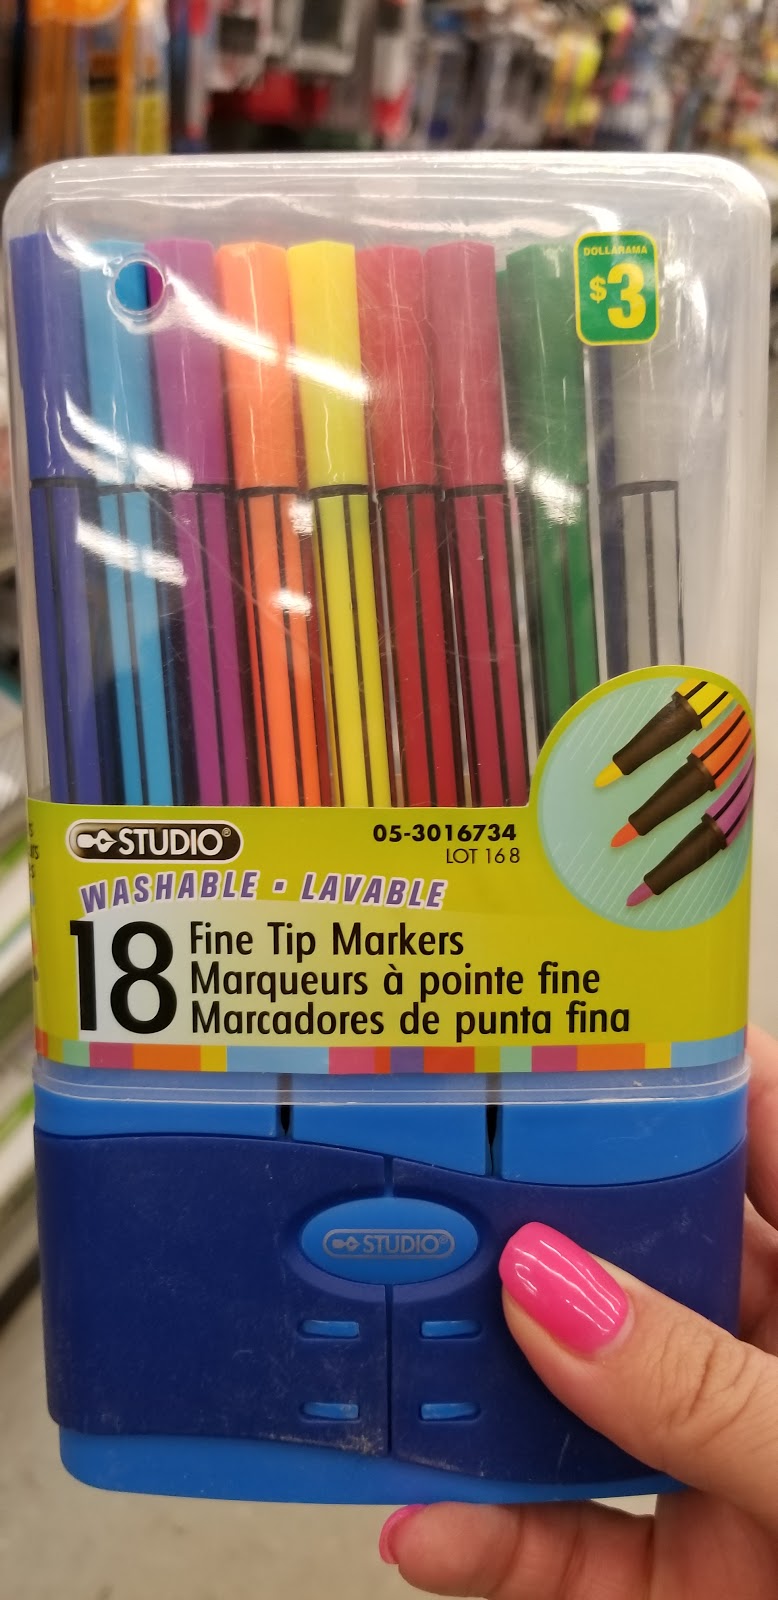 DOLLARAMA
$3
STUDIO®
05-3016734
LOT 168
WASHABLE • LAVABLE
18 Fine Tip Markers
Marqueurs à pointe fine
Marcadores de punta fina
STUDIO®